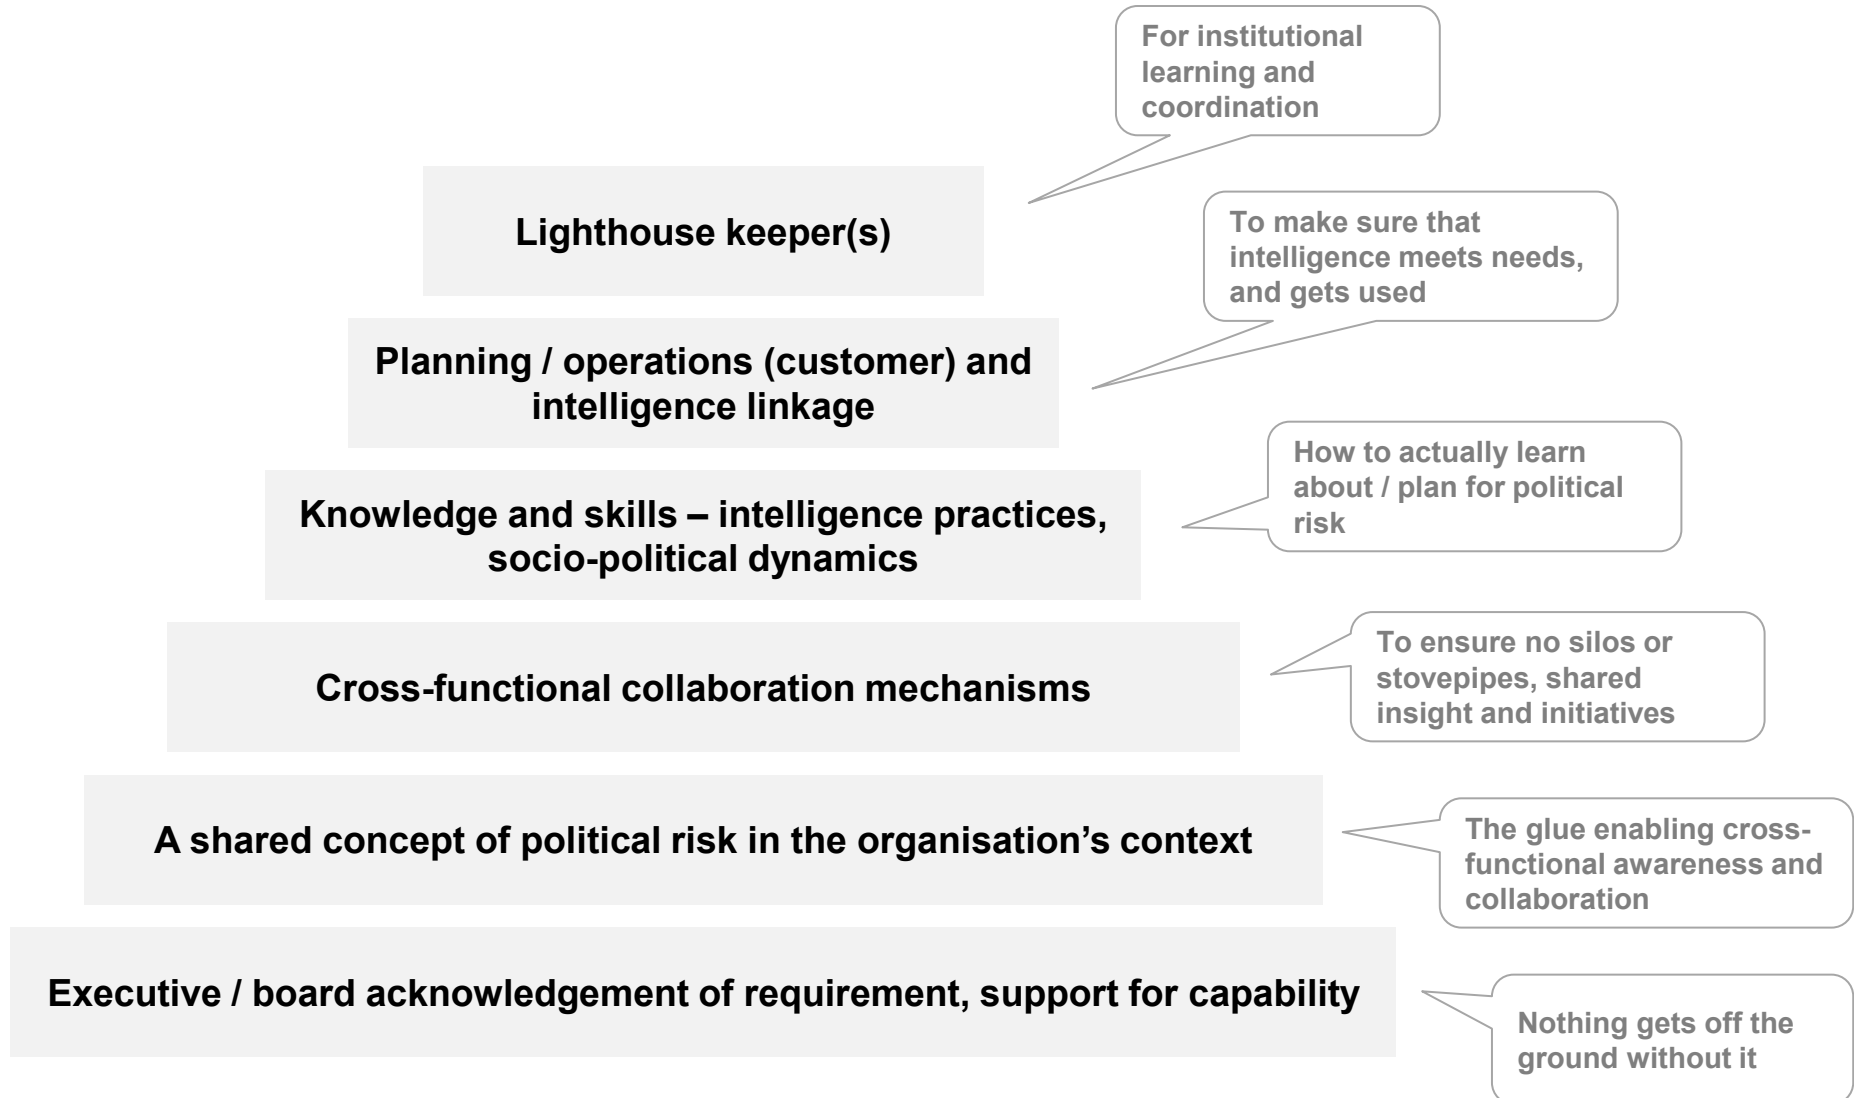 For institutional
learning and
coordination
Lighthouse keeper(s)
To make sure that
intelligence meets needs,
and gets used
Planning / operations (customer) and
intelligence linkage
How to actually learn
about / plan for political
risk
Knowledge and skills – intelligence practices,
socio-political dynamics
To ensure no silos or
stovepipes, shared
insight and initiatives
Cross-functional collaboration mechanisms
A shared concept of political risk in the organisation’s context
The glue enabling cross-
functional awareness and
collaboration
Executive / board acknowledgement of requirement, support for capability
Nothing gets off the
ground without it